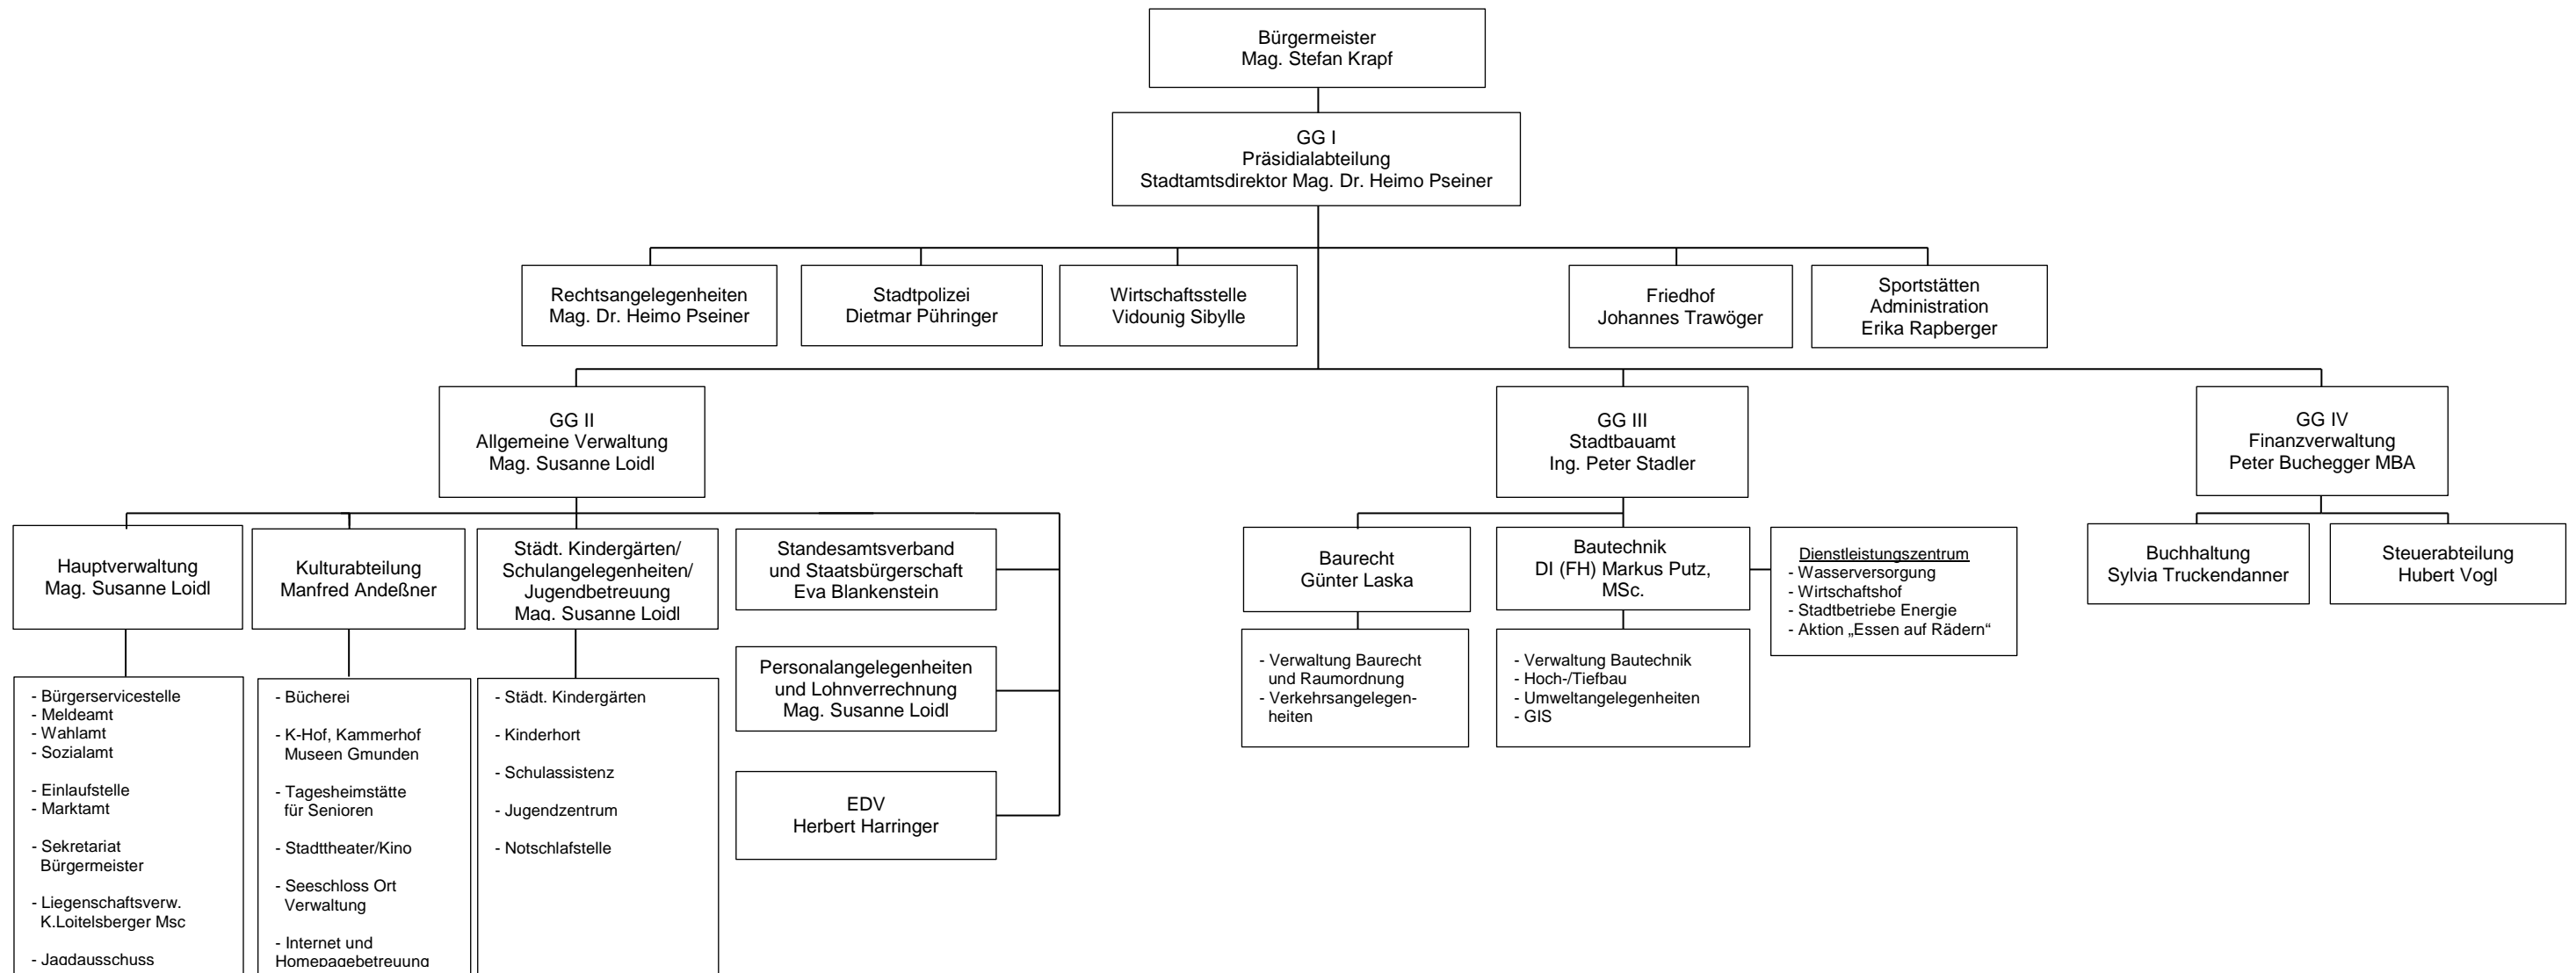 Bürgermeister
Mag. Stefan Krapf
GG I
Präsidialabteilung
Stadtamtsdirektor Mag. Dr. Heimo Pseiner
Rechtsangelegenheiten
Mag. Dr. Heimo Pseiner
Stadtpolizei
Dietmar Pühringer
Wirtschaftsstelle
Vidounig Sibylle
Friedhof
Johannes Trawöger
Sportstätten
Administration
Erika Rapberger
GG II
Allgemeine Verwaltung
Mag. Susanne Loidl
GG III
Stadtbauamt
Ing. Peter Stadler
GG IV
Finanzverwaltung
Peter Buchegger MBA
Hauptverwaltung
Mag. Susanne Loidl
Kulturabteilung
Manfred Andeßner
Städt. Kindergärten/
Schulangelegenheiten/
Jugendbetreuung
Mag. Susanne Loidl
Standesamtsverband
und Staatsbürgerschaft
Eva Blankenstein
Personalangelegenheiten
und Lohnverrechnung
Mag. Susanne Loidl
EDV
Herbert Harringer
Baurecht
Günter Laska
Bautechnik
DI (FH) Markus Putz,
MSc.
Dienstleistungszentrum
- Wasserversorgung
- Wirtschaftshof
- Stadtbetriebe Energie
- Aktion „Essen auf Rädern“
Buchhaltung
Sylvia Truckendanner
Steuerabteilung
Hubert Vogl
- Bürgerservicestelle
- Meldeamt
- Wahlamt
- Sozialamt
- Einlaufstelle
- Marktamt
- Sekretariat
Bürgermeister
- Liegenschaftsverw.
K.Loitelsberger Msc
- Jagdausschuss
- Bücherei
- K-Hof, Kammerhof
Museen Gmunden
- Tagesheimstätte
für Senioren
- Stadttheater/Kino
- Seeschloss Ort
Verwaltung
- Internet und
Homepagebetreuung
- Städt. Kindergärten
- Kinderhort
- Schulassistenz
- Jugendzentrum
- Notschlafstelle
- Verwaltung Baurecht
und Raumordnung
- Verkehrsangelegen-
heiten
- Verwaltung Bautechnik
- Hoch-/Tiefbau
- Umweltangelegenheiten
- GIS